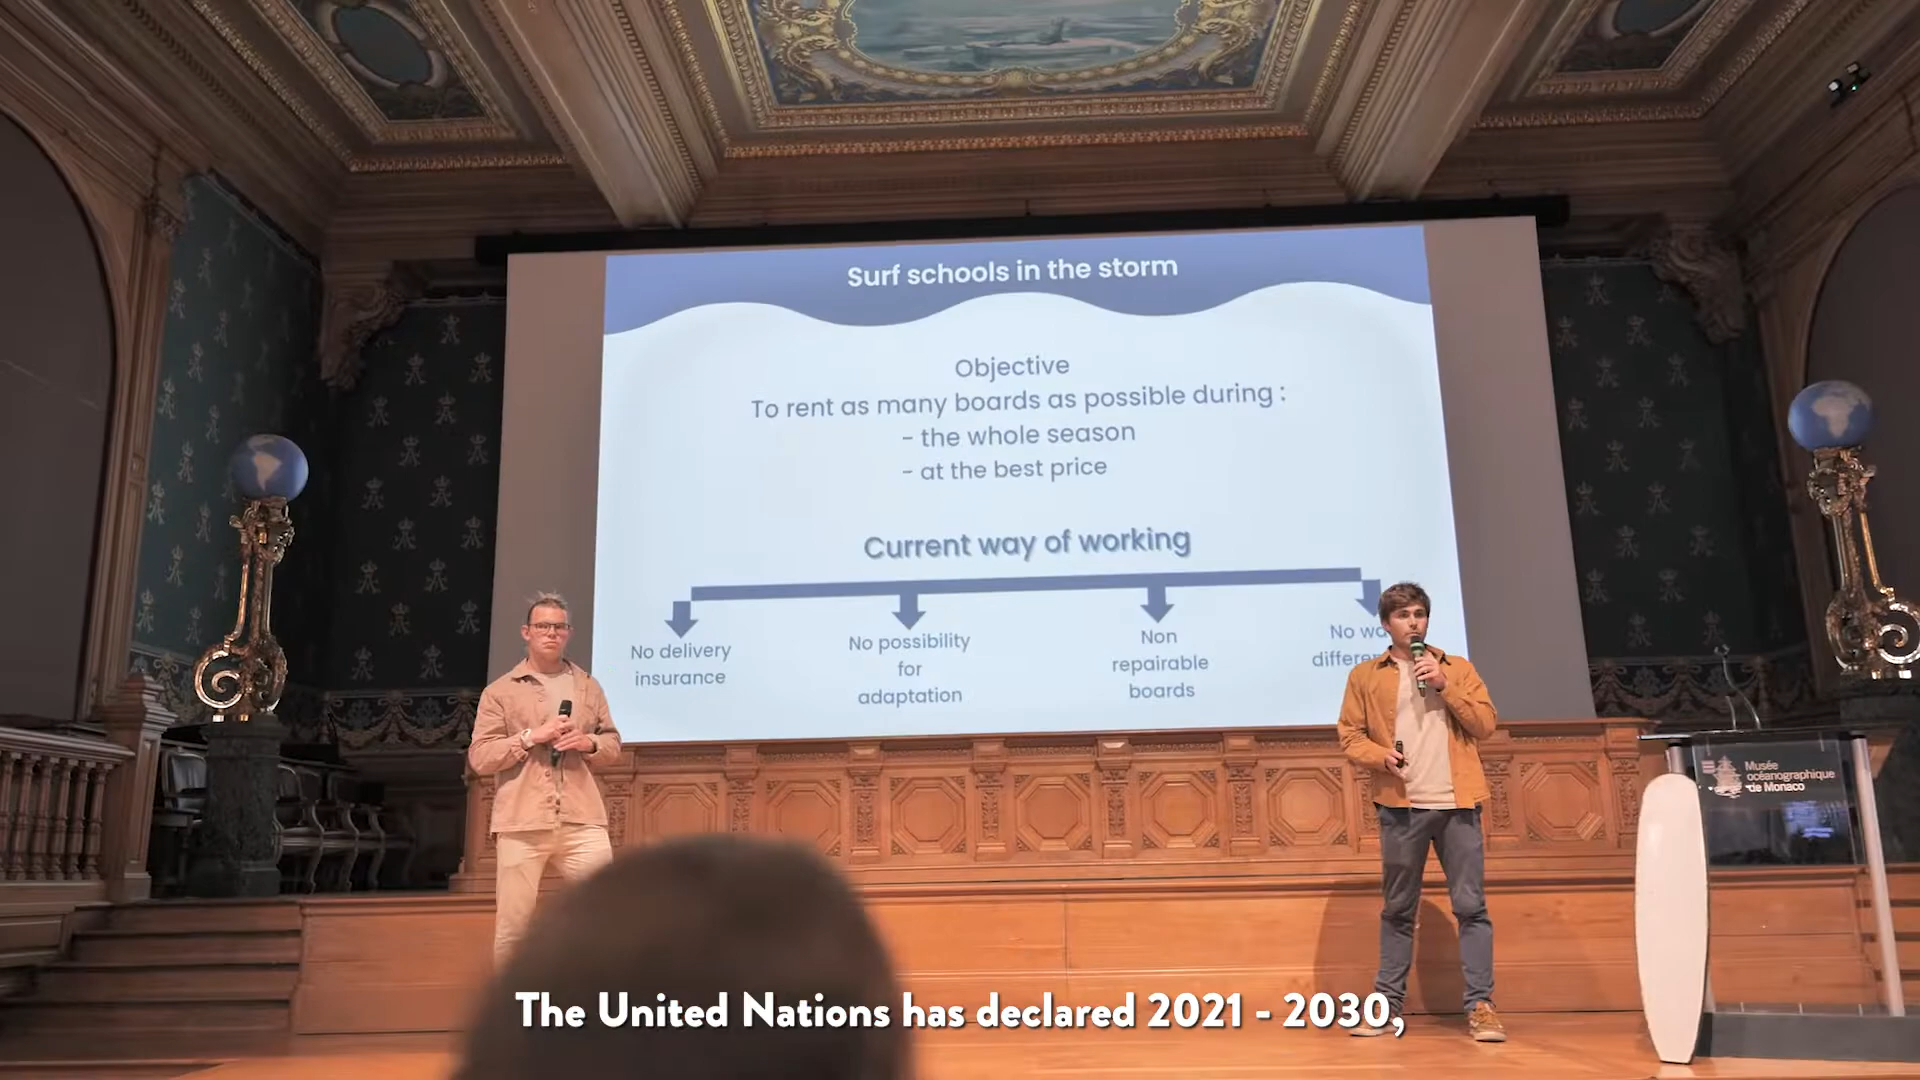 Surf schools in the storm
Objective
To rent as many boards as possible during :
- the whole season
- at the best price
Current way of working
No delivery
insurance
No possibility
for
adaptation
Non
repairable
boards
No
Musée
océanographique
de Monaco
The United Nations has declared 2021 - 2030,